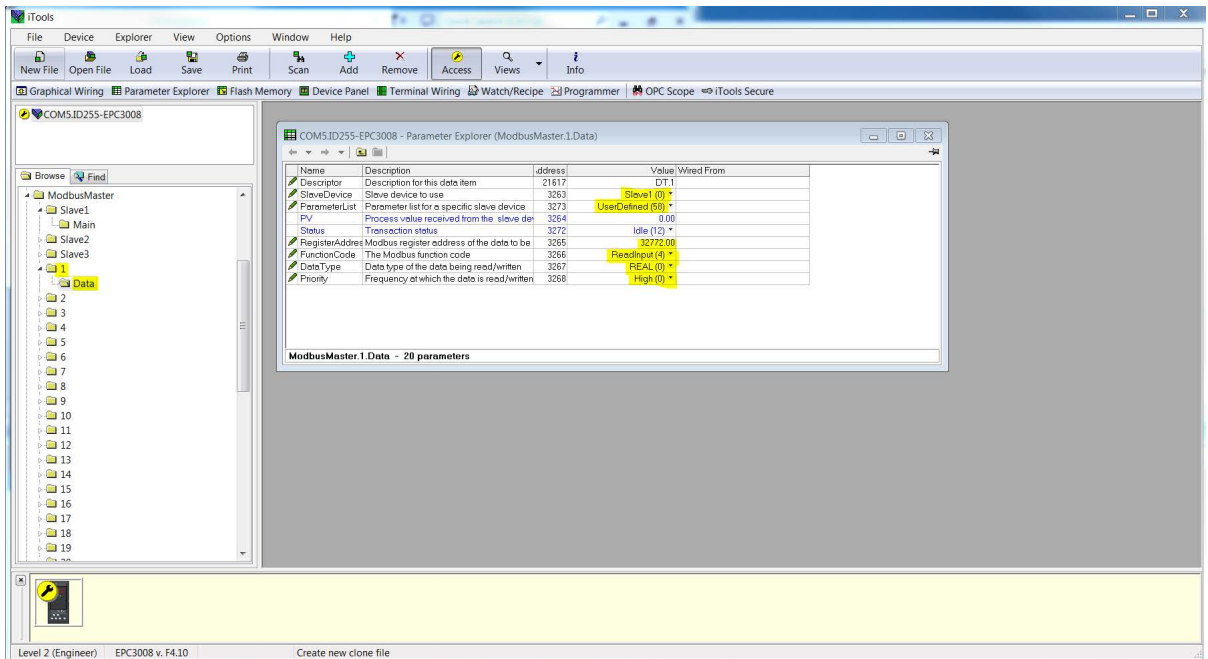 iTools
File Device Explorer View Options Window Help
New File Open File Load Save Print Scan Add Remove Access Views Info
Graphical Wiring Parameter Explorer Flash Memory Device Panel Terminal Wiring Watch/Recipe Programmer OPC Scope iTools Secure
COM5.ID255-EPC3008
Browse Find
ModbusMaster
Slave1
Main
Slave2
Slave3
1
Data
2
3
4
5
6
7
8
9
10
11
12
13
14
15
16
17
18
19
COM5.ID255-EPC3008 - Parameter Explorer (ModbusMaster.1.Data)
Name Description ddress Value Wired From
Descriptor Description for this data item 21617 DT.1
SlaveDevice Slave device to use 3263 Slave1 (0)
ParameterList Parameter list for a specific slave device 3273 UserDefined (58)
PV Process value received from the slave de 3264 0.00
Status Transaction status 3272 Idle (12)
RegisterAddres Modbus register address of the data to be 3265 32772.00
FunctionCode The Modbus function code 3266 ReadInput (4)
DataType Data type of the data being read/written 3267 REAL (0)
Priority Frequency at which the data is read/written 3268 High (0)
ModbusMaster.1.Data - 20 parameters
Level 2 (Engineer) EPC3008 v. F4.10 Create new clone file